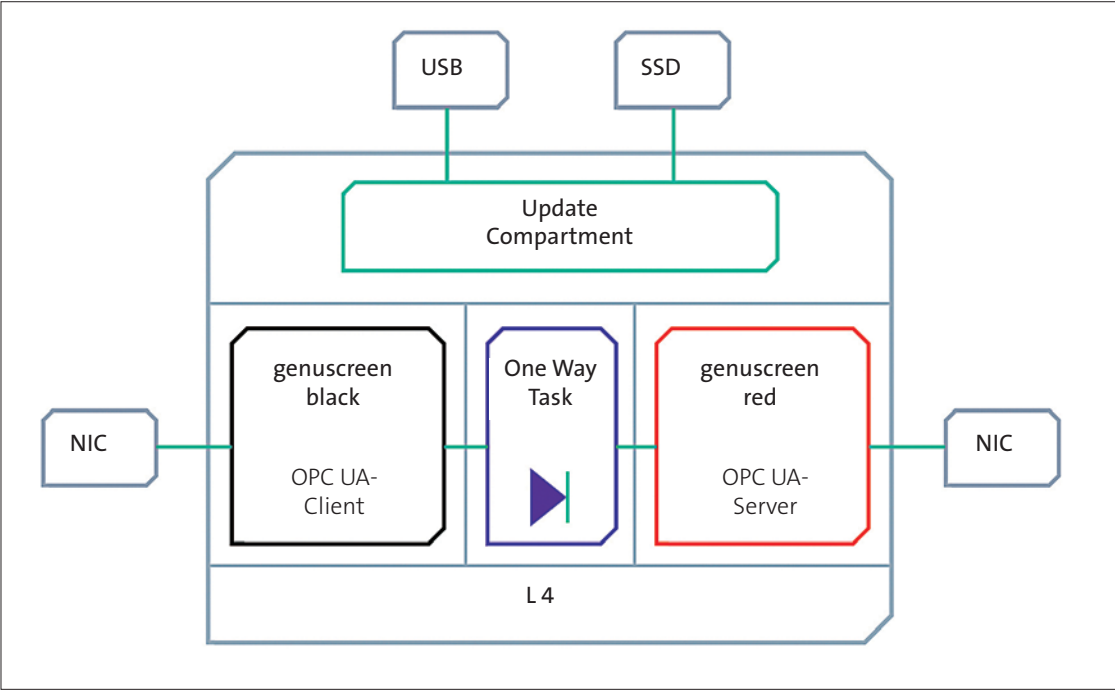 USB
SSD
Update
Compartment
genuscreen
black
OPC UA-
Client
One Way
Task
genuscreen
red
OPC UA-
Server
NIC
NIC
L 4